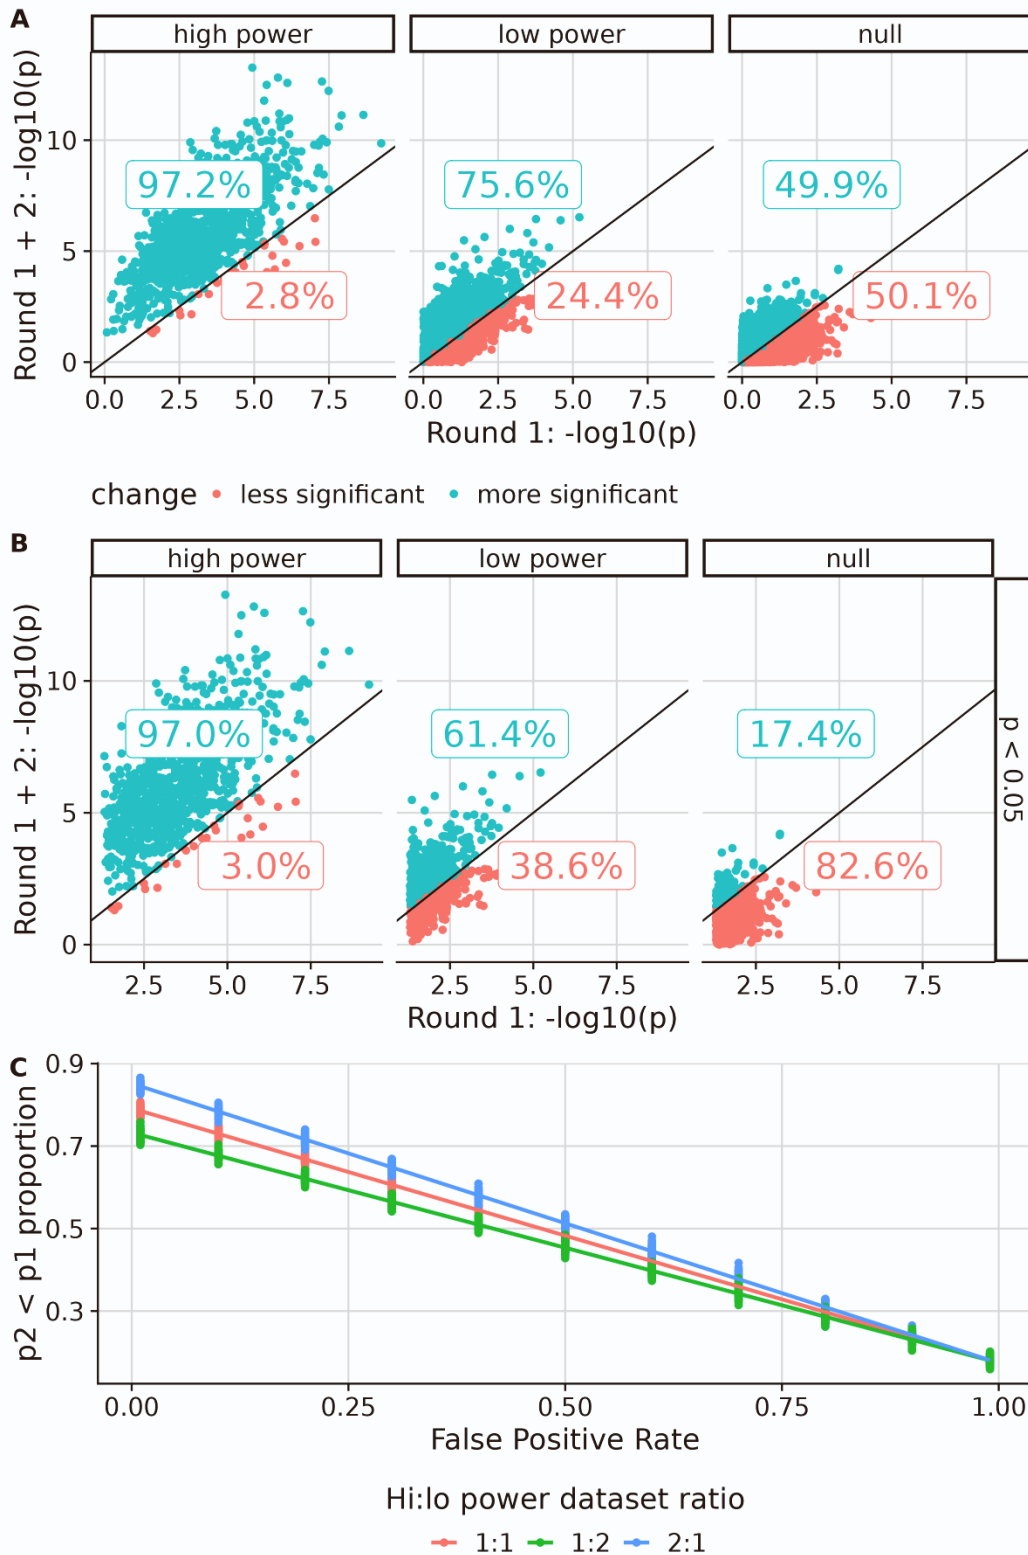 A
high power low power null
Round 1 + 2: -log10(p)
10
5
0
97.2% 75.6% 49.9%
2.8% 24.4% 50.1%
0.0 2.5 5.0 7.5 0.0 2.5 5.0 7.5 0.0 2.5 5.0 7.5
Round 1: -log10(p)
change less significant more significant
B
high power low power null
Round 1 + 2: -log10(p)
10
5
0
97.0% 61.4% 17.4%
3.0% 38.6% 82.6%
p < 0.05
2.5 5.0 7.5 2.5 5.0 7.5 2.5 5.0 7.5
Round 1: -log10(p)
C
p2 < p1 proportion
0.9
0.7
0.5
0.3
0.00 0.25 0.50 0.75 1.00
False Positive Rate
Hi:lo power dataset ratio
1:1 1:2 2:1